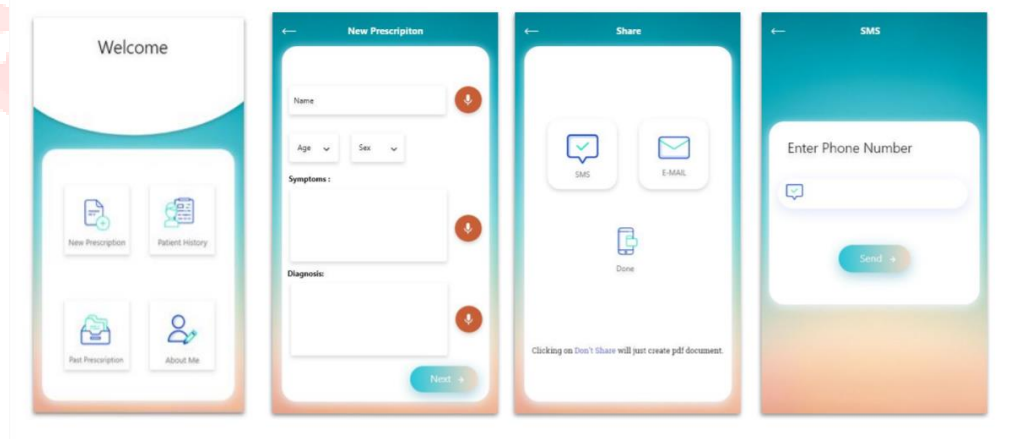 Welcome
New Prescription
Patient History
Past Prescription
About Me
New Prescripiton
Name
Age
Sex
Symptoms :
Diagnosis:
Next
Share
SMS
E-MAIL
Done
Clicking on Don't Share will just create pdf document.
SMS
Enter Phone Number
Send